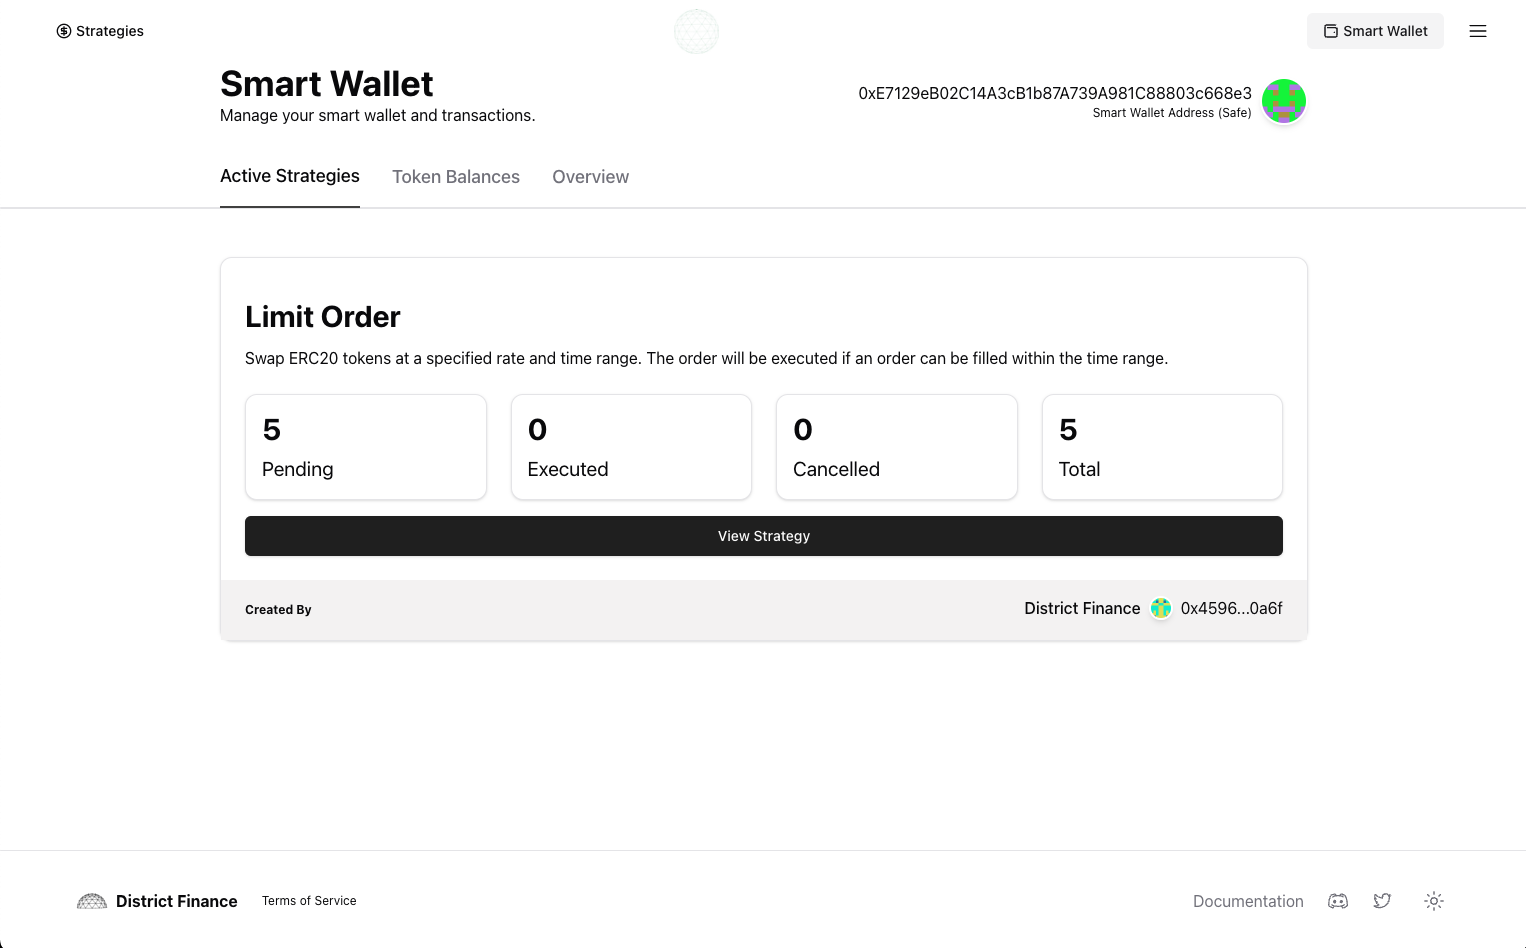 Strategies
Smart Wallet
Smart Wallet
Manage your smart wallet and transactions.
0xE7129eB02C14A3cB1b87A739A981C88803c668e3
Smart Wallet Address (Safe)
Active Strategies
Token Balances
Overview
Limit Order
Swap ERC20 tokens at a specified rate and time range. The order will be executed if an order can be filled within the time range.
5
Pending
0
Executed
0
Cancelled
5
Total
View Strategy
Created By
District Finance 0x4596...0a6f
District Finance
Terms of Service
Documentation